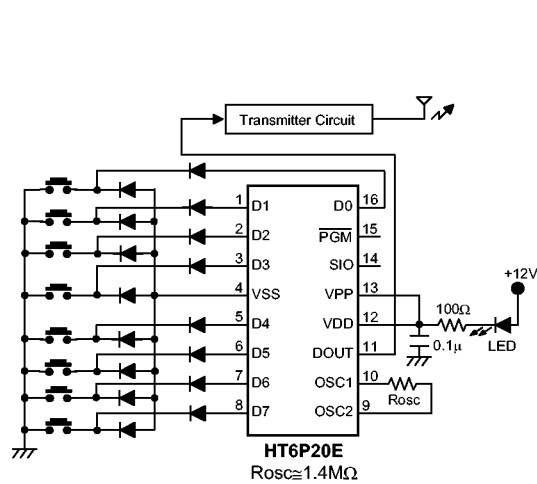 Transmitter Circuit
1 D1 D0 16
2 D2 PGM 15
3 D3 SIO 14
4 VSS VPP 13
5 D4 VDD 12
6 D5 DOUT 11
7 D6 OSC1 10
8 D7 OSC2 9
+12V
100Ω
0.1μ
LED
Rosc
HT6P20E
Rosc≅1.4MΩ